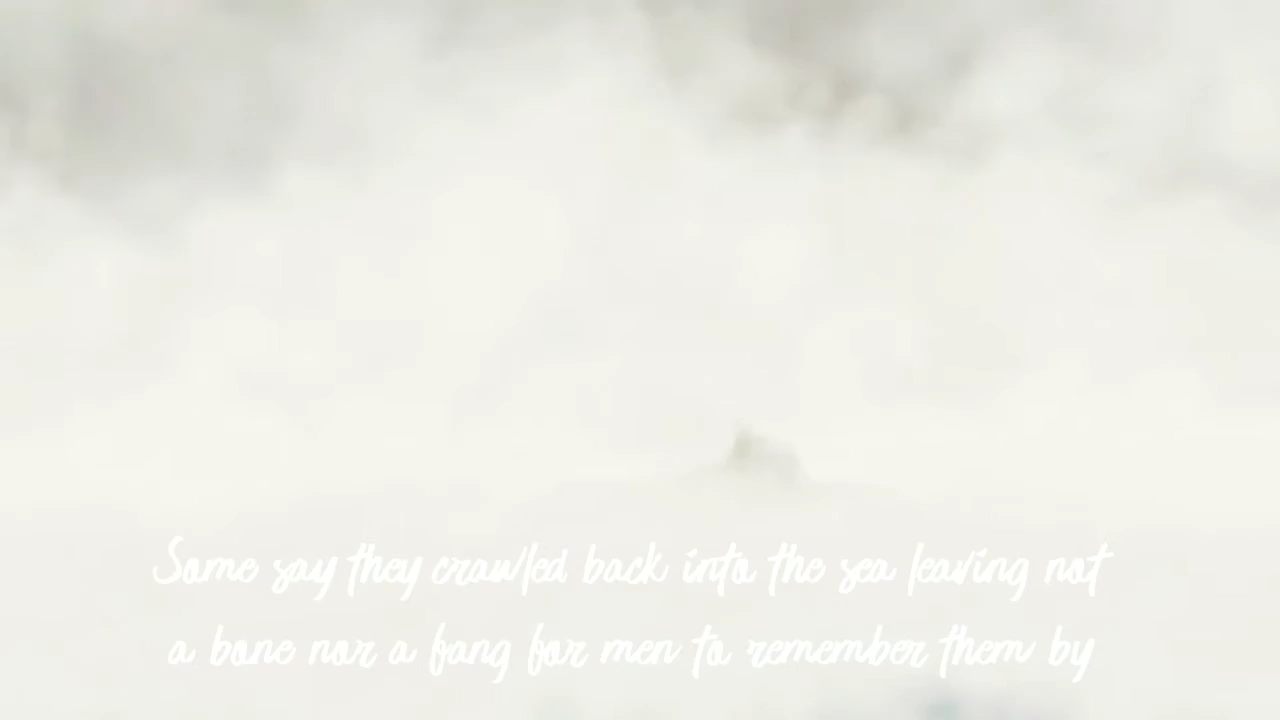 Some say they crawled back into the sea leaving not
a bone nor a fang for men to remember them by